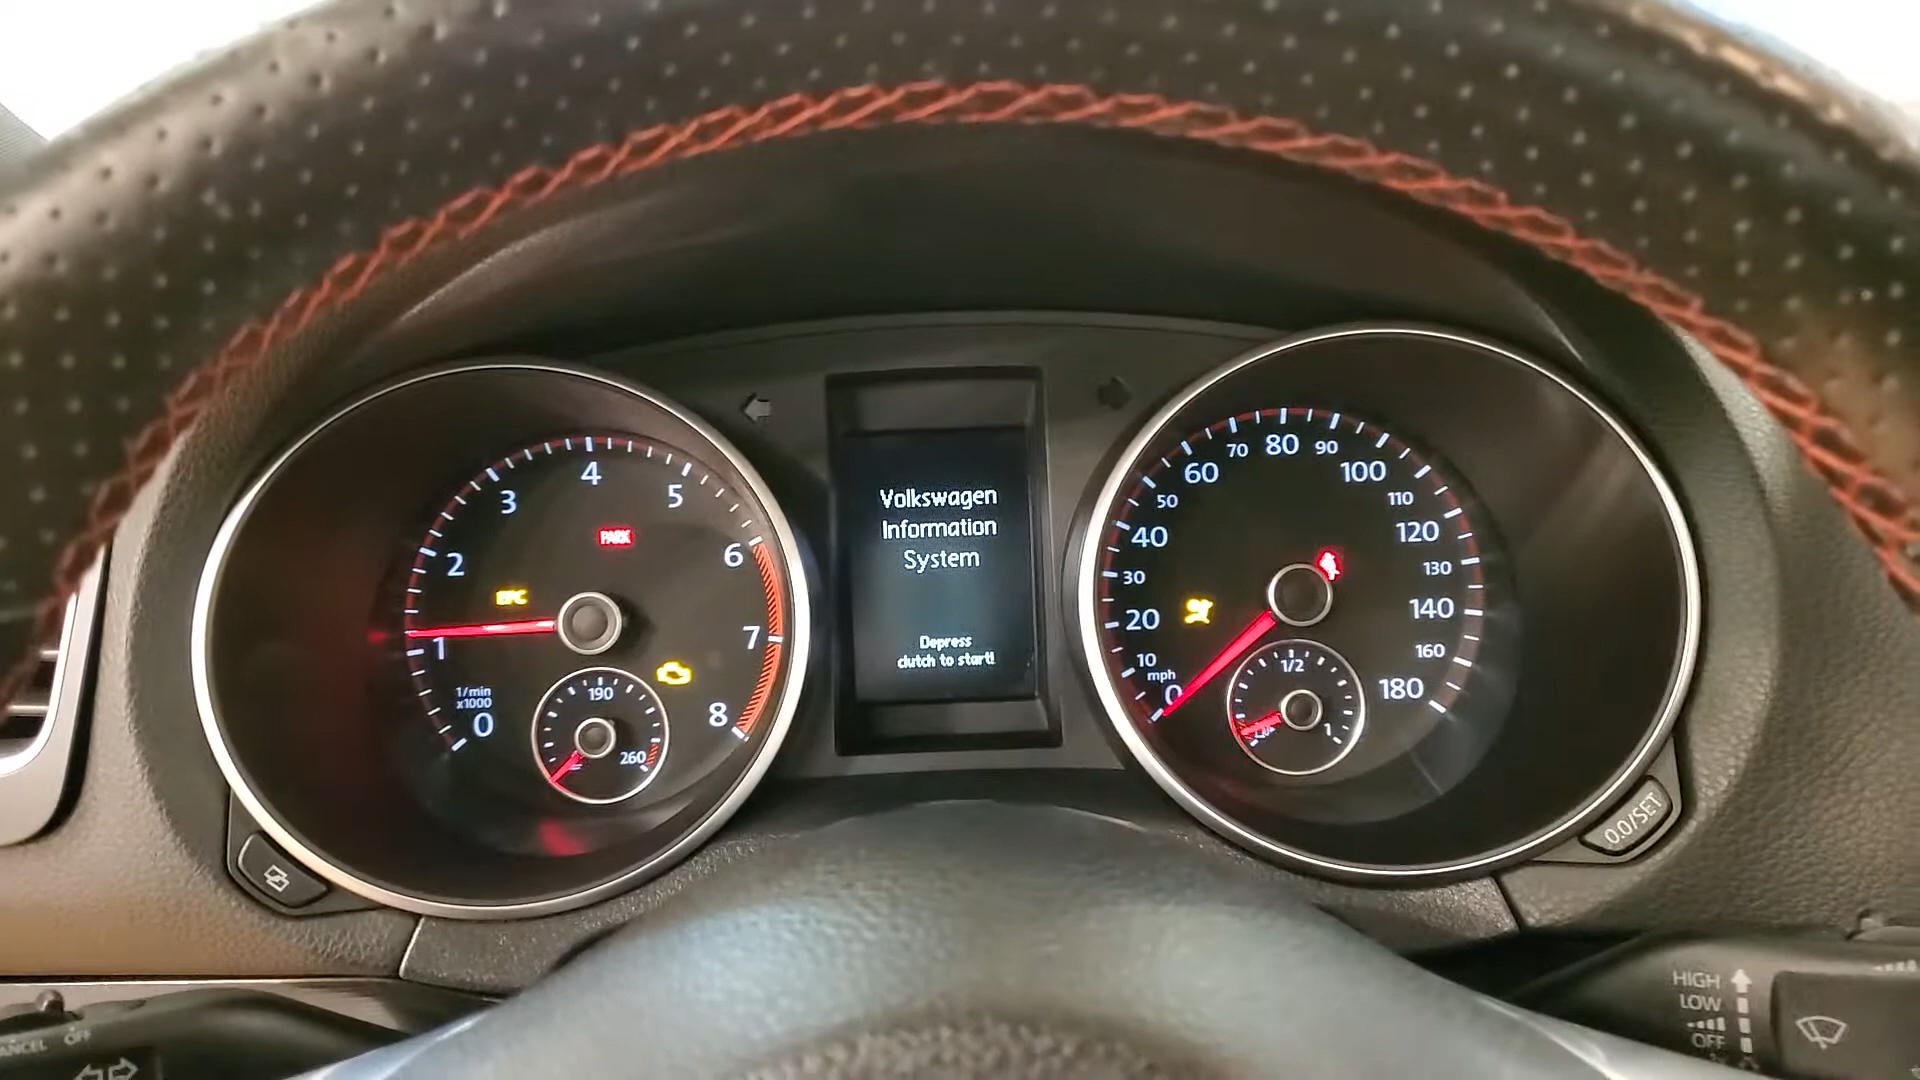 4
3
5
PARK
2
6
EPC
1
7
1/min
x1000
0
190
8
260
Volkswagen
Information
System
Depress
clutch to start!
80
70
90
60
100
50
110
40
120
30
130
20
140
10
160
mph
0
1/2
180
1
0.0/SET
HIGH
LOW
OFF
OFF